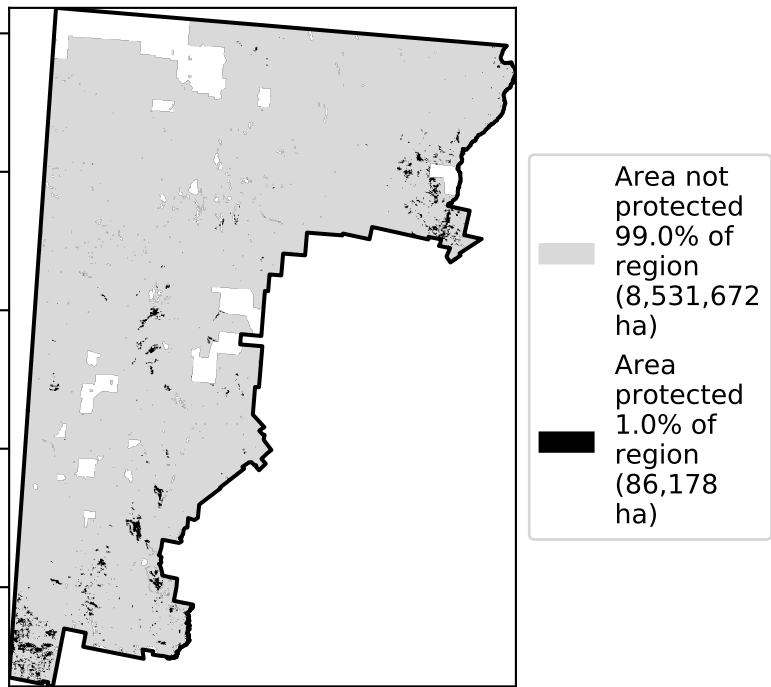 Area not
protected
99.0% of
region
(8,531,672
ha)
Area
protected
1.0% of
region
(86,178
ha)